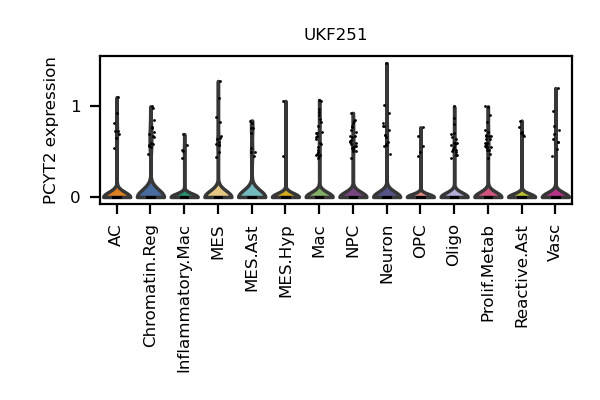 UKF251
PCYT2 expression
1
0
AC
Chromatin.Reg
Inflammatory.Mac
MES
MES.Ast
MES.Hyp
Mac
NPC
Neuron
OPC
Oligo
Prolif.Metab
Reactive.Ast
Vasc